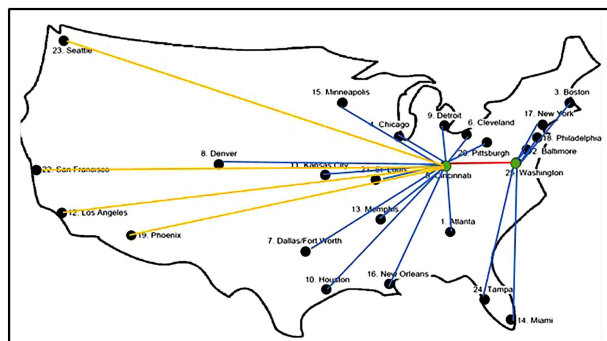 23. Seattle
3. Boston
15. Minneapolis
9. Detroit
17. New York
4. Chicago
6. Cleveland
18. Philadelphia
20. Pittsburgh
2. Baltimore
8. Denver
11. Kansas City
21. St. Louis
22. San Francisco
5. Cincinnati
25. Washington
12. Los Angeles
13. Memphis
1. Atlanta
19. Phoenix
7. Dallas/Fort Worth
16. New Orleans
10. Houston
24. Tampa
14. Miami